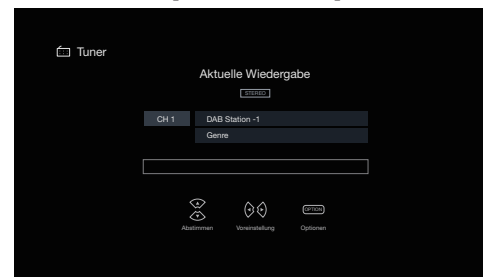 Tuner
Aktuelle Wiedergabe
STEREO
CH 1 DAB Station -1
Genre
OPTION
Abstimmen Voreinstellung Optionen